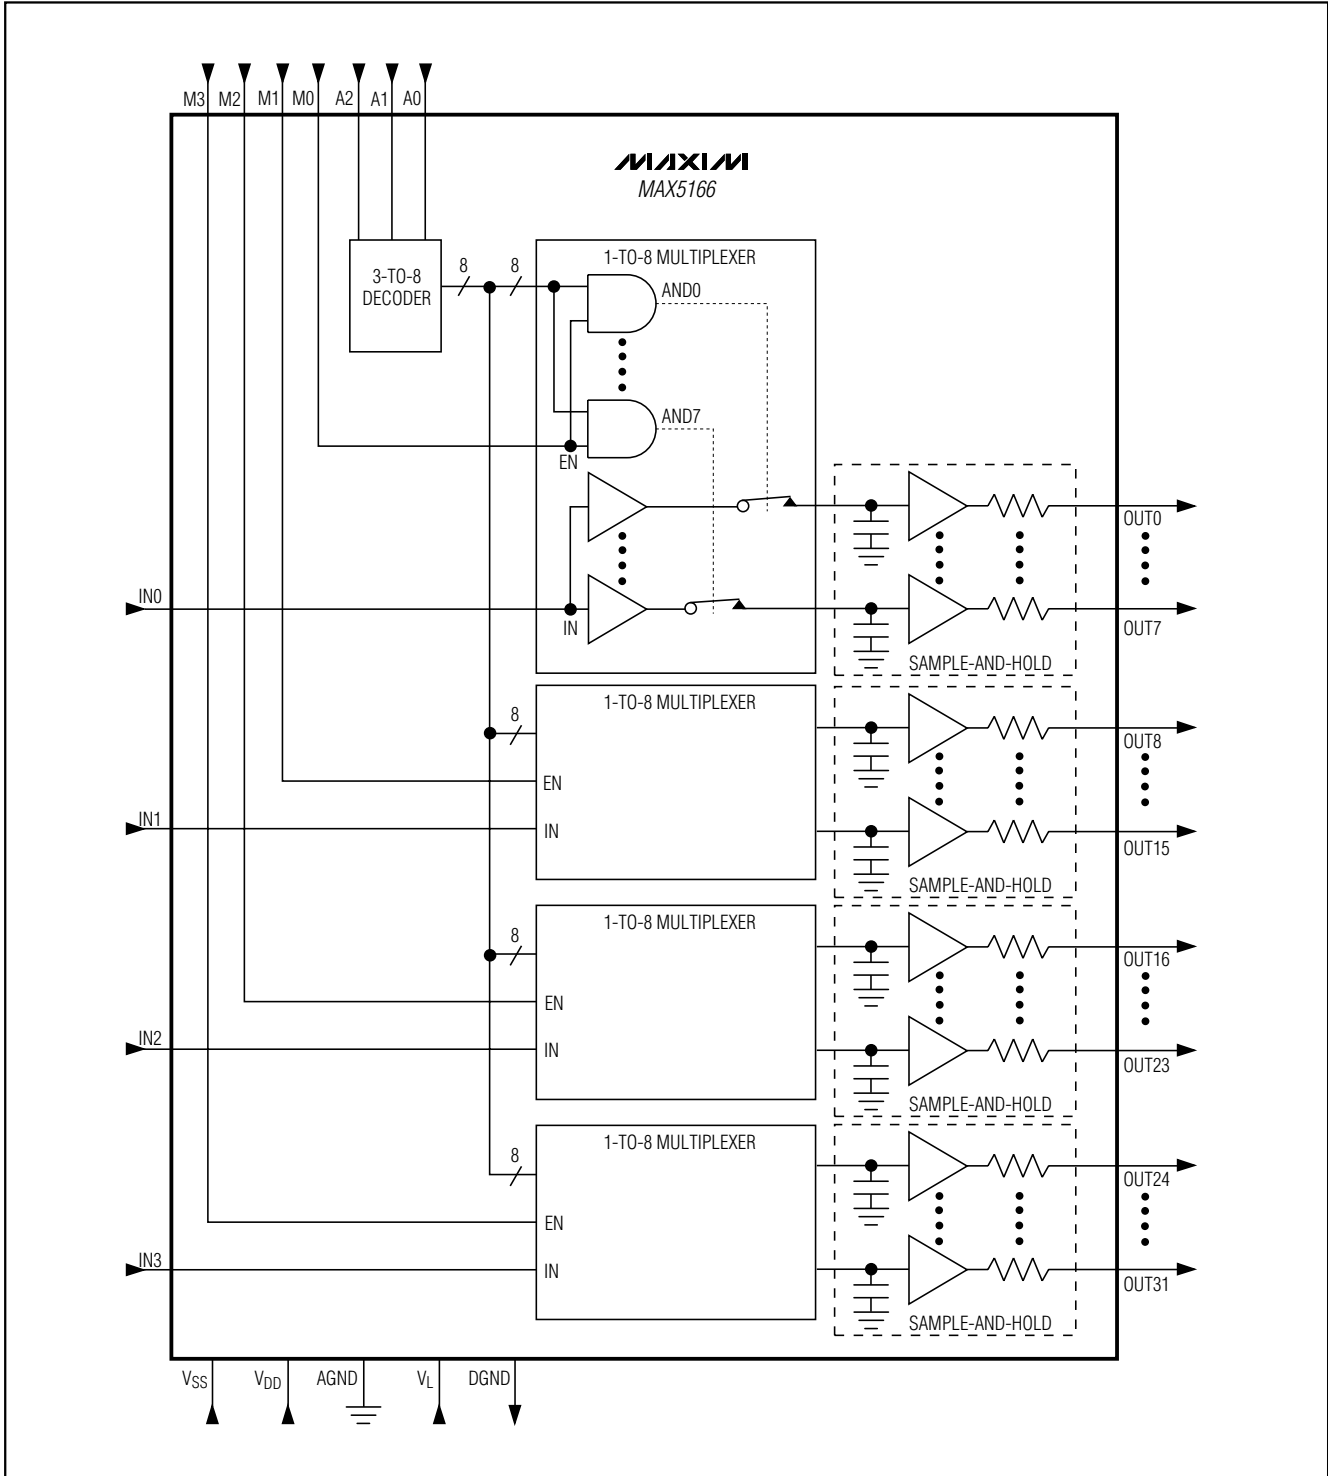 M3 M2 M1 M0 A2 A1 A0
MAXIM
MAX5166
3-TO-8
DECODER
8
8
1-TO-8 MULTIPLEXER
AND0
AND7
EN
IN0
IN
OUT0
OUT7
SAMPLE-AND-HOLD
8
1-TO-8 MULTIPLEXER
EN
IN1
IN
OUT8
OUT15
SAMPLE-AND-HOLD
8
1-TO-8 MULTIPLEXER
EN
IN2
IN
OUT16
OUT23
SAMPLE-AND-HOLD
8
1-TO-8 MULTIPLEXER
EN
IN3
IN
OUT24
OUT31
SAMPLE-AND-HOLD
VSS VDD AGND VL DGND